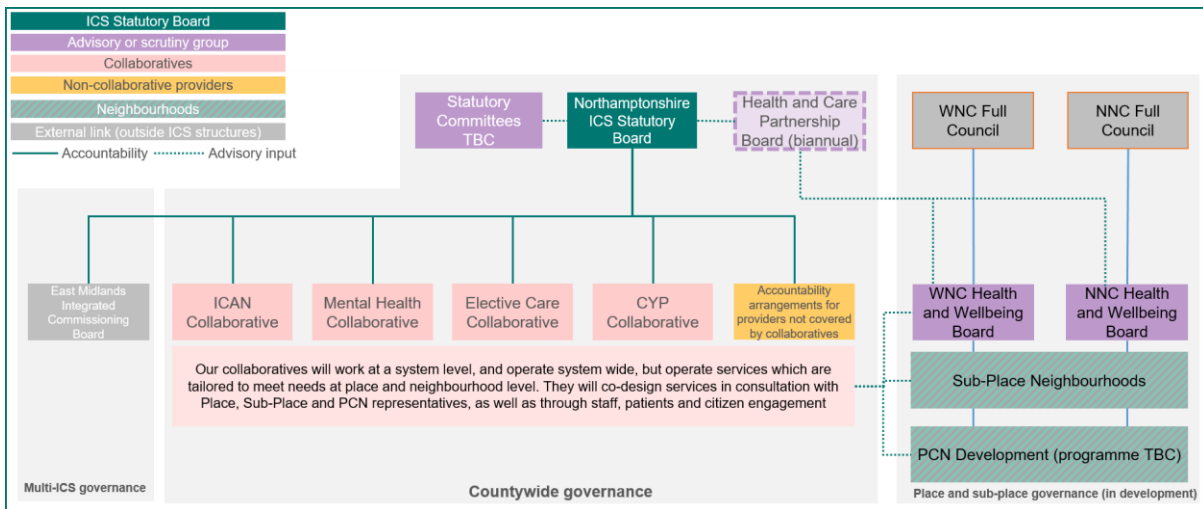 ICS Statutory Board
Advisory or scrutiny group
Collaboratives
Non-collaborative providers
Neighbourhoods
External link (outside ICS structures)
Accountability
Advisory input
Statutory
Committees
TBC
Northamptonshire
ICS Statutory
Board
Health and Care
Partnership
Board (biannual)
WNC Full
Council
NNC Full
Council
East Midlands
Integrated
Commissioning
Board
ICAN
Collaborative
Mental Health
Collaborative
Elective Care
Collaborative
CYP
Collaborative
Accountability
arrangements for
providers not covered
by collaboratives
WNC Health
and Wellbeing
Board
NNC Health
and Wellbeing
Board
Our collaboratives will work at a system level, and operate system wide, but operate services which are
tailored to meet needs at place and neighbourhood level. They will co-design services in consultation with
Place, Sub-Place and PCN representatives, as well as through staff, patients and citizen engagement
Sub-Place Neighbourhoods
PCN Development (programme TBC)
Multi-ICS governance
Countywide governance
Place and sub-place governance (in development)